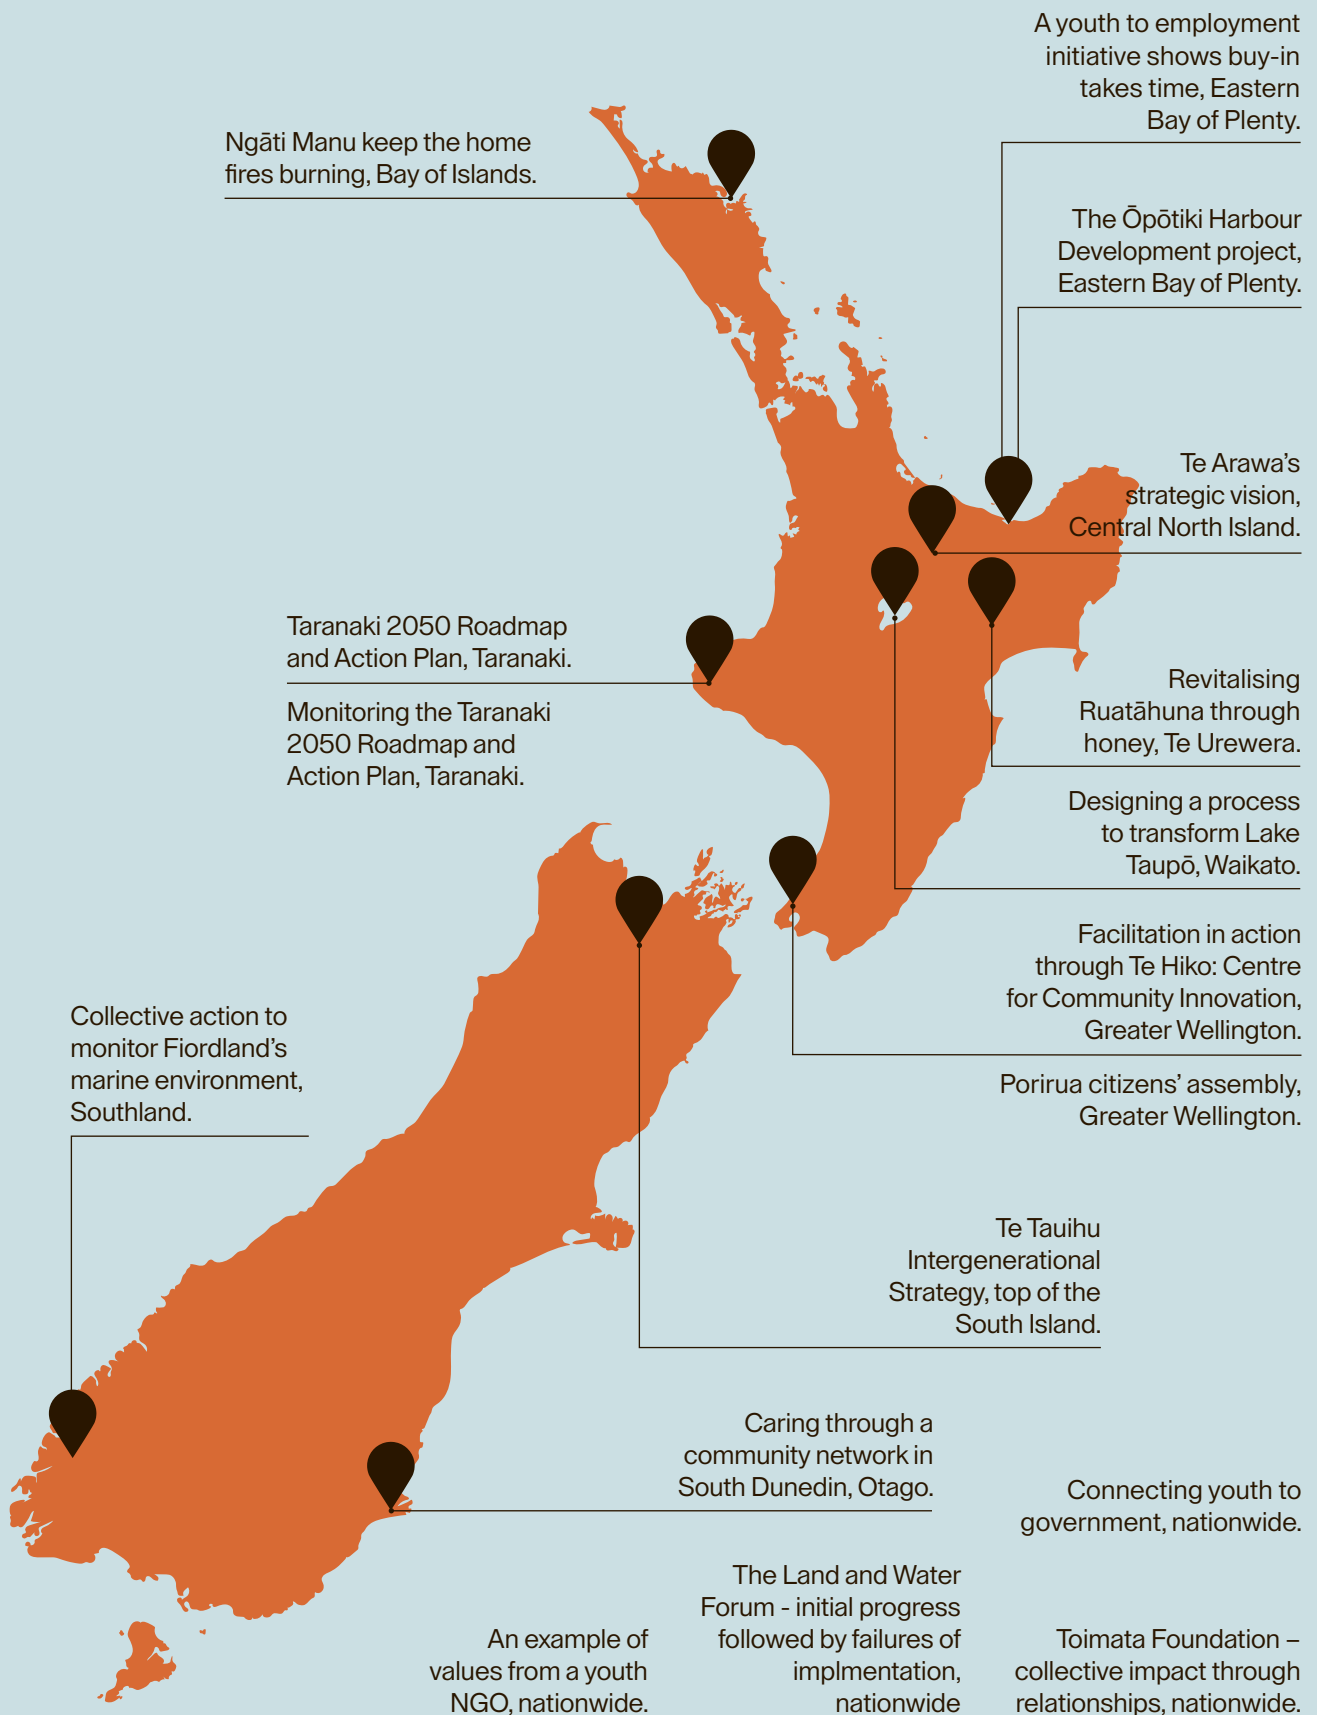 A youth to employment
initiative shows buy-in
takes time, Eastern
Bay of Plenty.
Ngāti Manu keep the home
fires burning, Bay of Islands.
The Ōpōtiki Harbour
Development project,
Eastern Bay of Plenty.
Te Arawa’s
strategic vision,
Central North Island.
Taranaki 2050 Roadmap
and Action Plan, Taranaki.
Monitoring the Taranaki
2050 Roadmap and
Action Plan, Taranaki.
Revitalising
Ruatāhuna through
honey, Te Urewera.
Designing a process
to transform Lake
Taupō, Waikato.
Facilitation in action
through Te Hiko: Centre
for Community Innovation,
Greater Wellington.
Porirua citizens’ assembly,
Greater Wellington.
Collective action to
monitor Fiordland’s
marine environment,
Southland.
Te Tauihu
Intergenerational
Strategy, top of the
South Island.
Caring through a
community network in
South Dunedin, Otago.
Connecting youth to
government, nationwide.
An example of
values from a youth
NGO, nationwide.
The Land and Water
Forum - initial progress
followed by failures of
implmentation,
nationwide
Toimata Foundation –
collective impact through
relationships, nationwide.